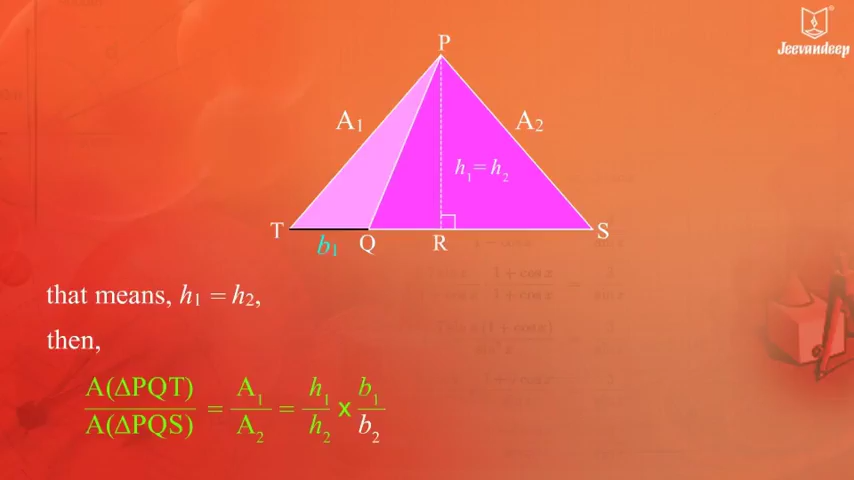 Jeevandeep
P
A1 A2
h1 = h2
T Q R S
b1
that means, h1 = h2,
then,
A(ΔPQT) / A(ΔPQS) = A1 / A2 = h1 / h2 x b1 / b2